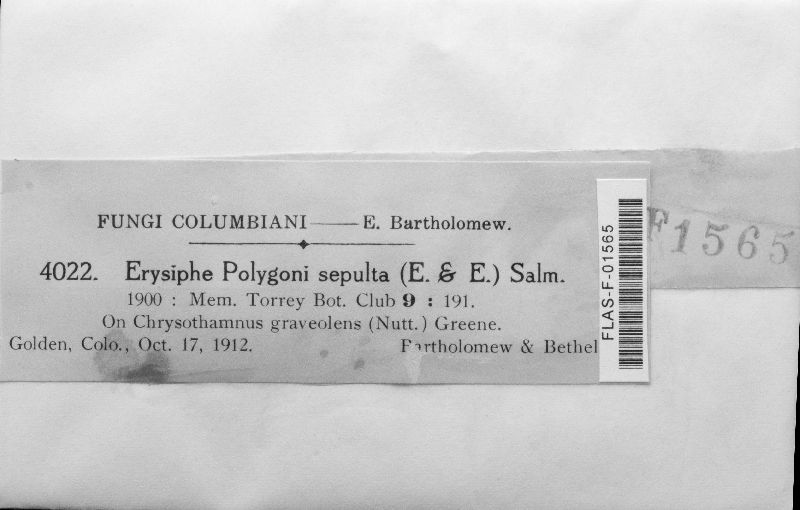 FUNGI COLUMBIANI—E. Bartholomew.
4022. Erysiphe Polygoni sepulta (E. & E.) Salm.
1900 : Mem. Torrey Bot. Club 9 : 191.
On Chrysothamnus graveolens (Nutt.) Greene.
Golden, Colo., Oct. 17, 1912. Bartholomew & Bethel
FLAS-F-01565
F1565